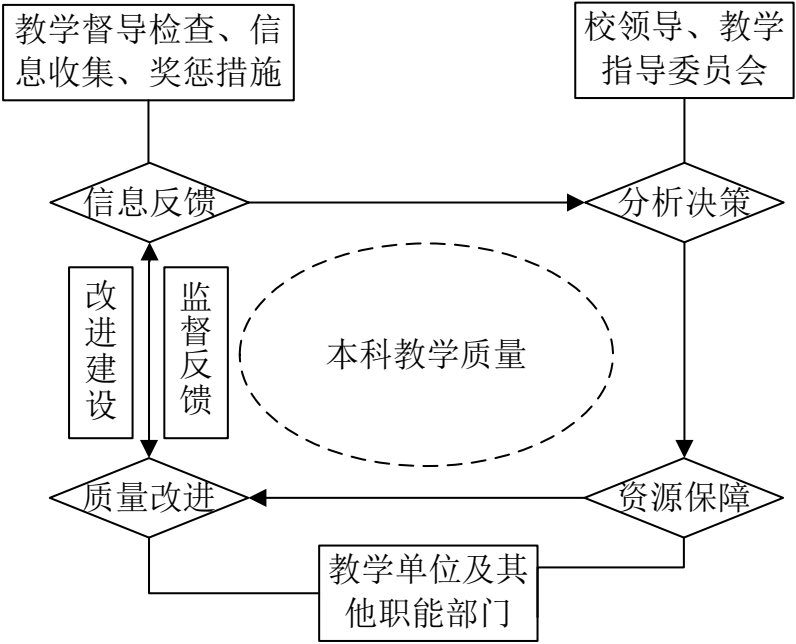 教学督导检查、信
息收集、奖惩措施
校领导、教学
指导委员会
信息反馈
分析决策
改进建设
监督反馈
本科教学质量
质量改进
资源保障
教学单位及其
他职能部门